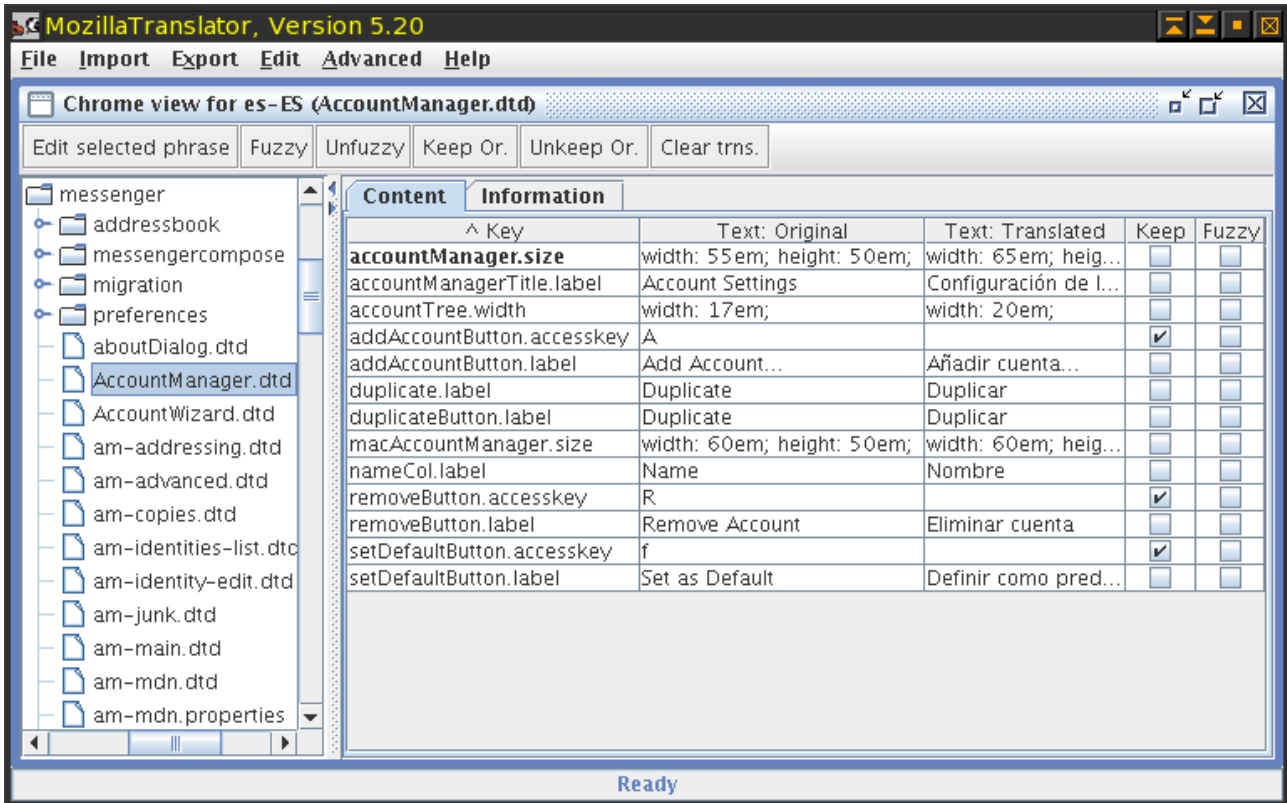 MozillaTranslator, Version 5.20
File Import Export Edit Advanced Help
Chrome view for es-ES (AccountManager.dtd)
Edit selected phrase Fuzzy Unfuzzy Keep Or. Unkeep Or. Clear trns.
messenger
addressbook
messengercompose
migration
preferences
aboutDialog.dtd
AccountManager.dtd
AccountWizard.dtd
am-addressing.dtd
am-advanced.dtd
am-copies.dtd
am-identities-list.dtd
am-identity-edit.dtd
am-junk.dtd
am-main.dtd
am-mdn.dtd
am-mdn.properties
Content Information
^ Key Text: Original Text: Translated Keep Fuzzy
accountManager.size width: 55em; height: 50em; width: 65em; heig...
accountManagerTitle.label Account Settings Configuración de l...
accountTree.width width: 17em; width: 20em;
addAccountButton.accesskey A
addAccountButton.label Add Account... Añadir cuenta...
duplicate.label Duplicate Duplicar
duplicateButton.label Duplicate Duplicar
macAccountManager.size width: 60em; height: 50em; width: 60em; heig...
nameCol.label Name Nombre
removeButton.accesskey R
removeButton.label Remove Account Eliminar cuenta
setDefaultButton.accesskey f
setDefaultButton.label Set as Default Definir como pred...
Ready